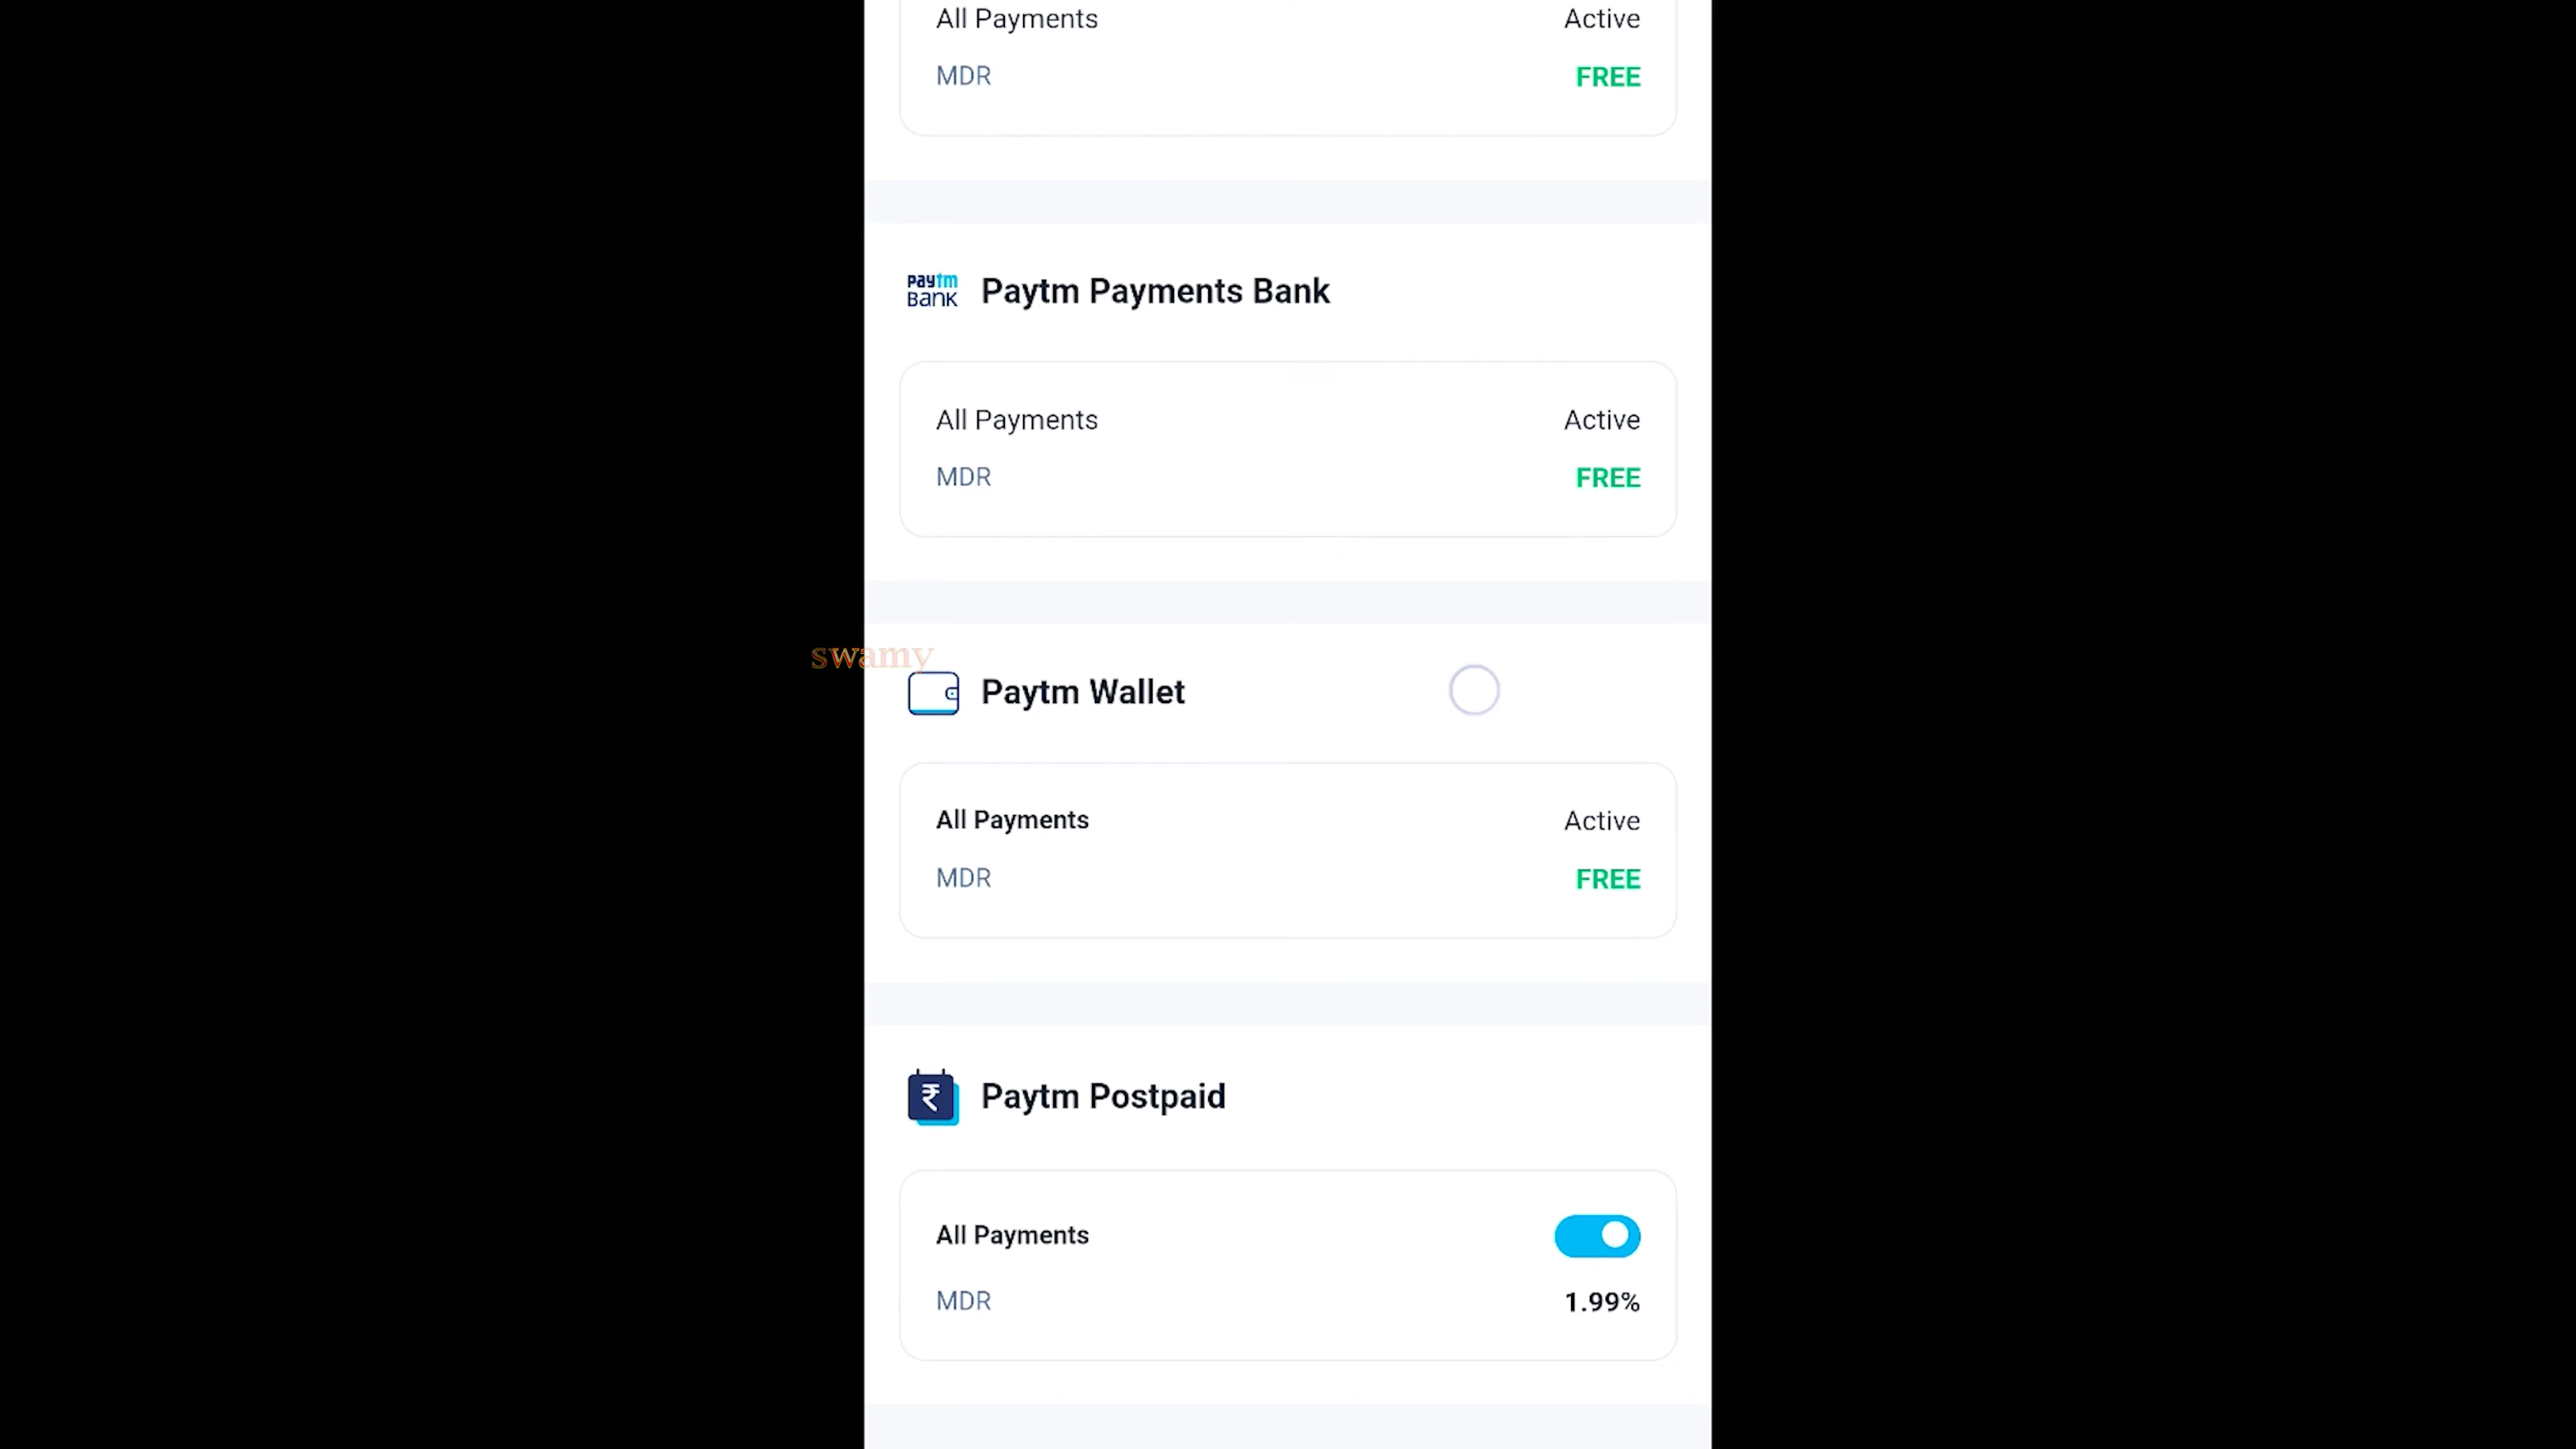 All Payments Active
MDR FREE
paytm
BANK
Paytm Payments Bank
All Payments Active
MDR FREE
swamy
Paytm Wallet
All Payments Active
MDR FREE
₹
Paytm Postpaid
All Payments
MDR 1.99%